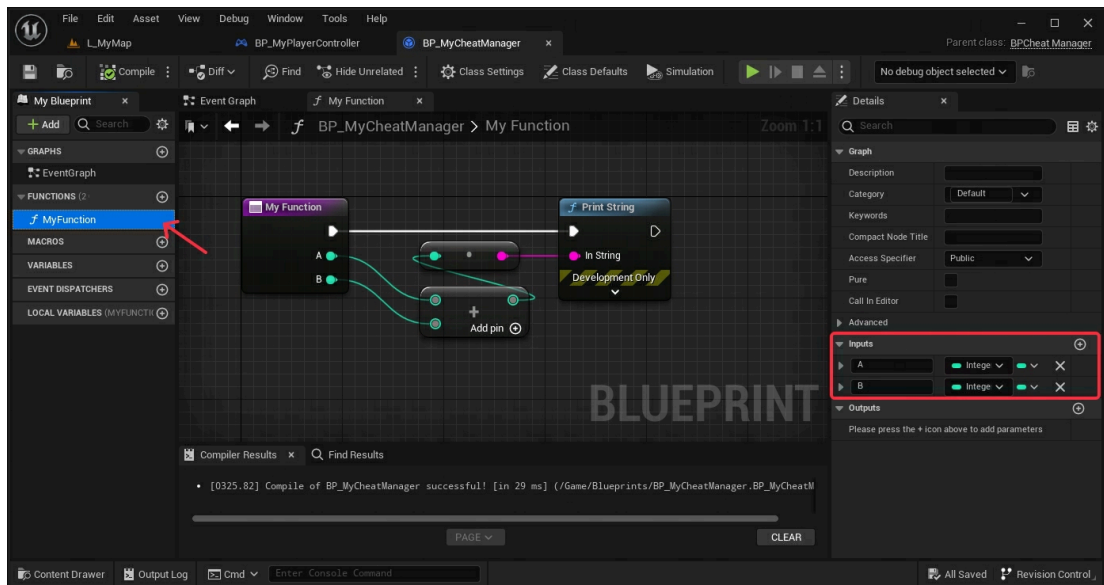 File Edit Asset View Debug Window Tools Help
L_MyMap BP_MyPlayerController BP_MyCheatManager × Parent class: BPCheat Manager
Compile Diff Find Hide Unrelated Class Settings Class Defaults Simulation No debug object selected
My Blueprint × Event Graph f My Function × Details ×
+ Add Search f BP_MyCheatManager > My Function Zoom 1:1 Search
GRAPHS
EventGraph
FUNCTIONS (2
f MyFunction
MACROS
VARIABLES
EVENT DISPATCHERS
LOCAL VARIABLES (MYFUNCTIO
My Function
A
B
f Print String
In String
Development Only
+
Add pin
BLUEPRINT
Graph
Description
Category Default
Keywords
Compact Node Title
Access Specifier Public
Pure
Call In Editor
Advanced
Inputs
A Intege
B Intege
Outputs
Please press the + icon above to add parameters
Compiler Results × Find Results
• [0325.82] Compile of BP_MyCheatManager successful! [in 29 ms] (/Game/Blueprints/BP_MyCheatManager.BP_MyCheatM
PAGE CLEAR
Content Drawer Output Log Cmd Enter Console Command All Saved Revision Control